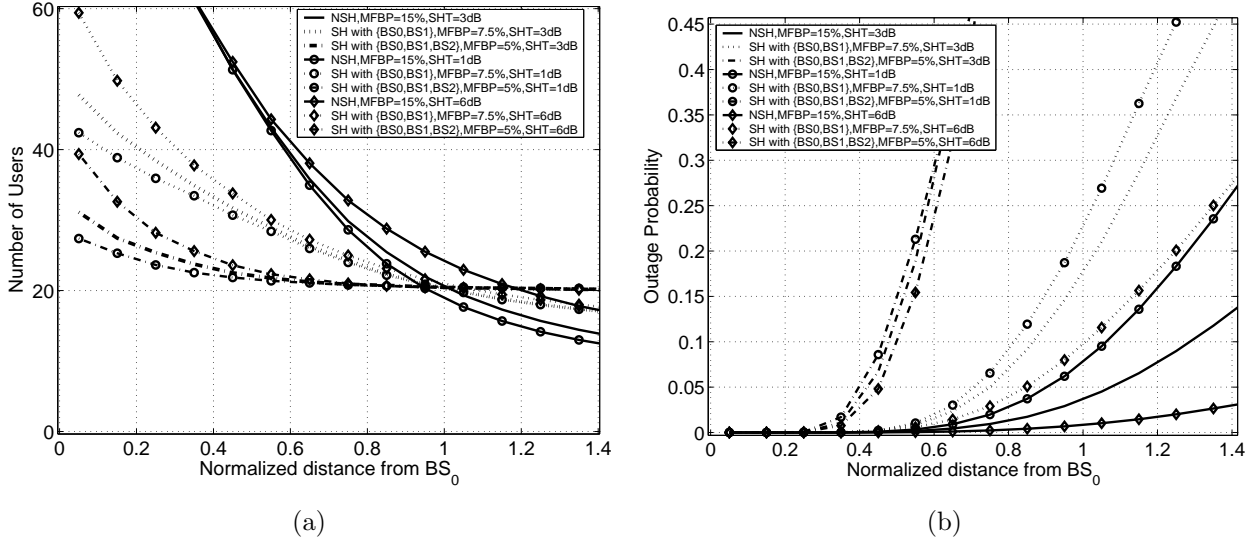 60
40
20
0
0
0.2
0.4
0.6
0.8
1
1.2
1.4
Number of Users
Normalized distance from BS0
NSH,MFBP=15%,SHT=3dB
SH with {BS0,BS1},MFBP=7.5%,SHT=3dB
SH with {BS0,BS1,BS2},MFBP=5%,SHT=3dB
NSH,MFBP=15%,SHT=1dB
SH with {BS0,BS1},MFBP=7.5%,SHT=1dB
SH with {BS0,BS1,BS2},MFBP=5%,SHT=1dB
NSH,MFBP=15%,SHT=6dB
SH with {BS0,BS1},MFBP=7.5%,SHT=6dB
SH with {BS0,BS1,BS2},MFBP=5%,SHT=6dB
(a)
0.45
0.4
0.35
0.3
0.25
0.2
0.15
0.1
0.05
0
0
0.2
0.4
0.6
0.8
1
1.2
1.4
Outage Probability
Normalized distance from BS0
NSH,MFBP=15%,SHT=3dB
SH with {BS0,BS1},MFBP=7.5%,SHT=3dB
SH with {BS0,BS1,BS2},MFBP=5%,SHT=3dB
NSH,MFBP=15%,SHT=1dB
SH with {BS0,BS1},MFBP=7.5%,SHT=1dB
SH with {BS0,BS1,BS2},MFBP=5%,SHT=1dB
NSH,MFBP=15%,SHT=6dB
SH with {BS0,BS1},MFBP=7.5%,SHT=6dB
SH with {BS0,BS1,BS2},MFBP=5%,SHT=6dB
(b)